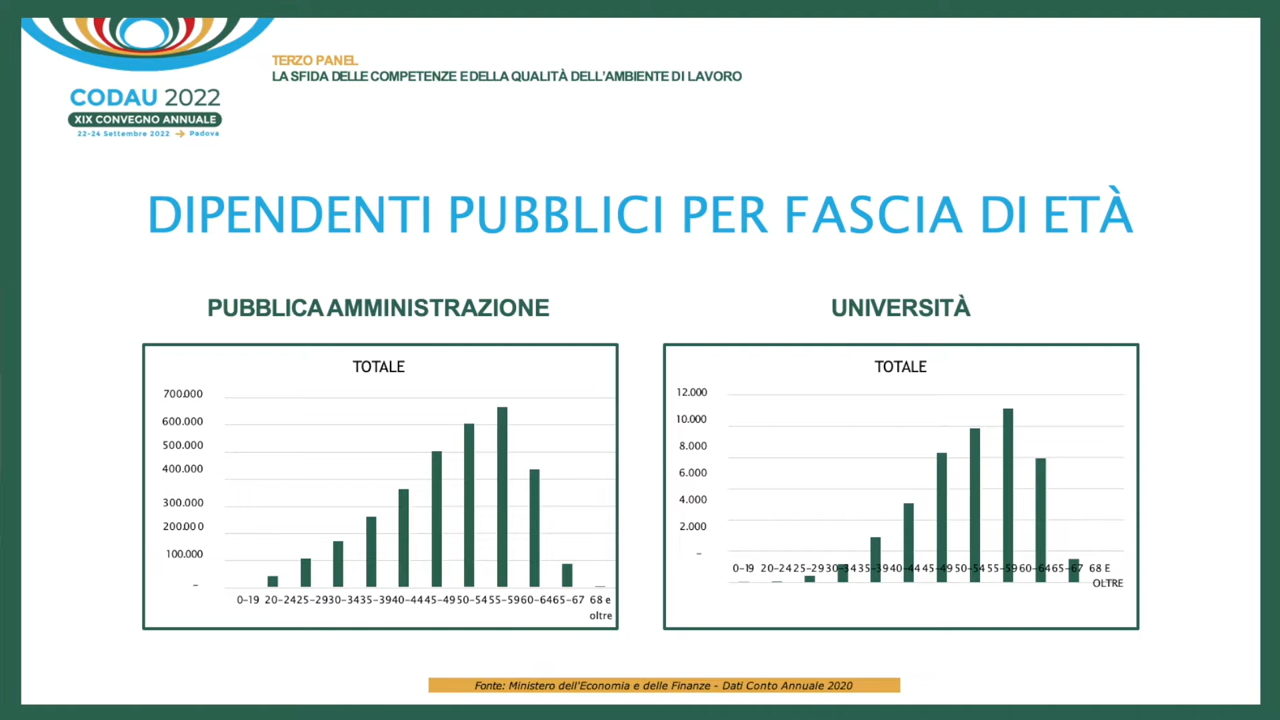 TERZO PANEL
LA SFIDA DELLE COMPETENZE E DELLA QUALITÀ DELL'AMBIENTE DI LAVORO
CODAU 2022
XIX CONVEGNO ANNUALE
22-24 Settembre 2022 → Padova
DIPENDENTI PUBBLICI PER FASCIA DI ETÀ
PUBBLICA AMMINISTRAZIONE
TOTALE
700.000
600.000
500.000
400.000
300.000
200.000
100.000
–
0-19 20-24 25-29 30-34 35-39 40-44 45-49 50-54 55-59 60-64 65-67 68 e
oltre
UNIVERSITÀ
TOTALE
12.000
10.000
8.000
6.000
4.000
2.000
–
0-19 20-24 25-29 30-34 35-39 40-44 45-49 50-54 55-59 60-64 65-67 68 E
OLTRE
Fonte: Ministero dell'Economia e delle Finanze - Dati Conto Annuale 2020